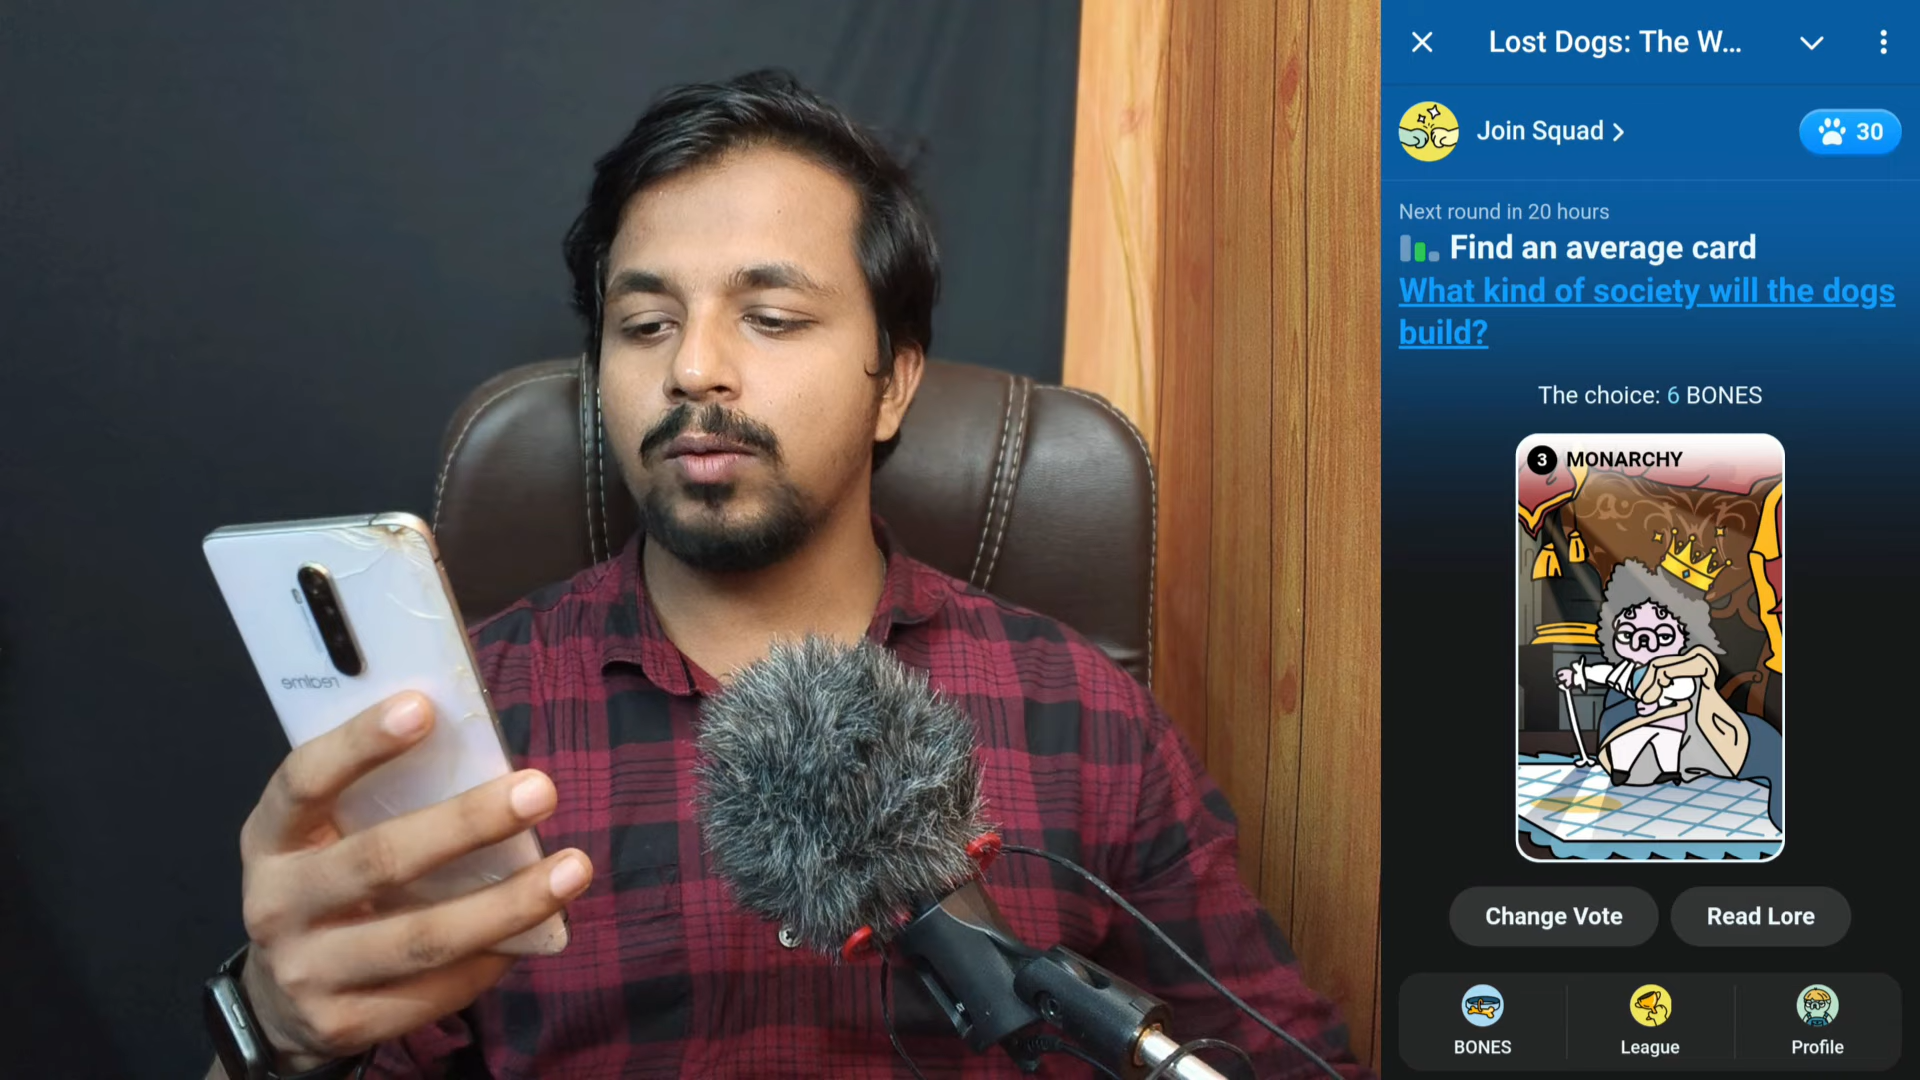 Lost Dogs: The W...
Join Squad
30
Next round in 20 hours
Find an average card
What kind of society will the dogs
build?
The choice: 6 BONES
3 MONARCHY
Change Vote
Read Lore
BONES
League
Profile
realme